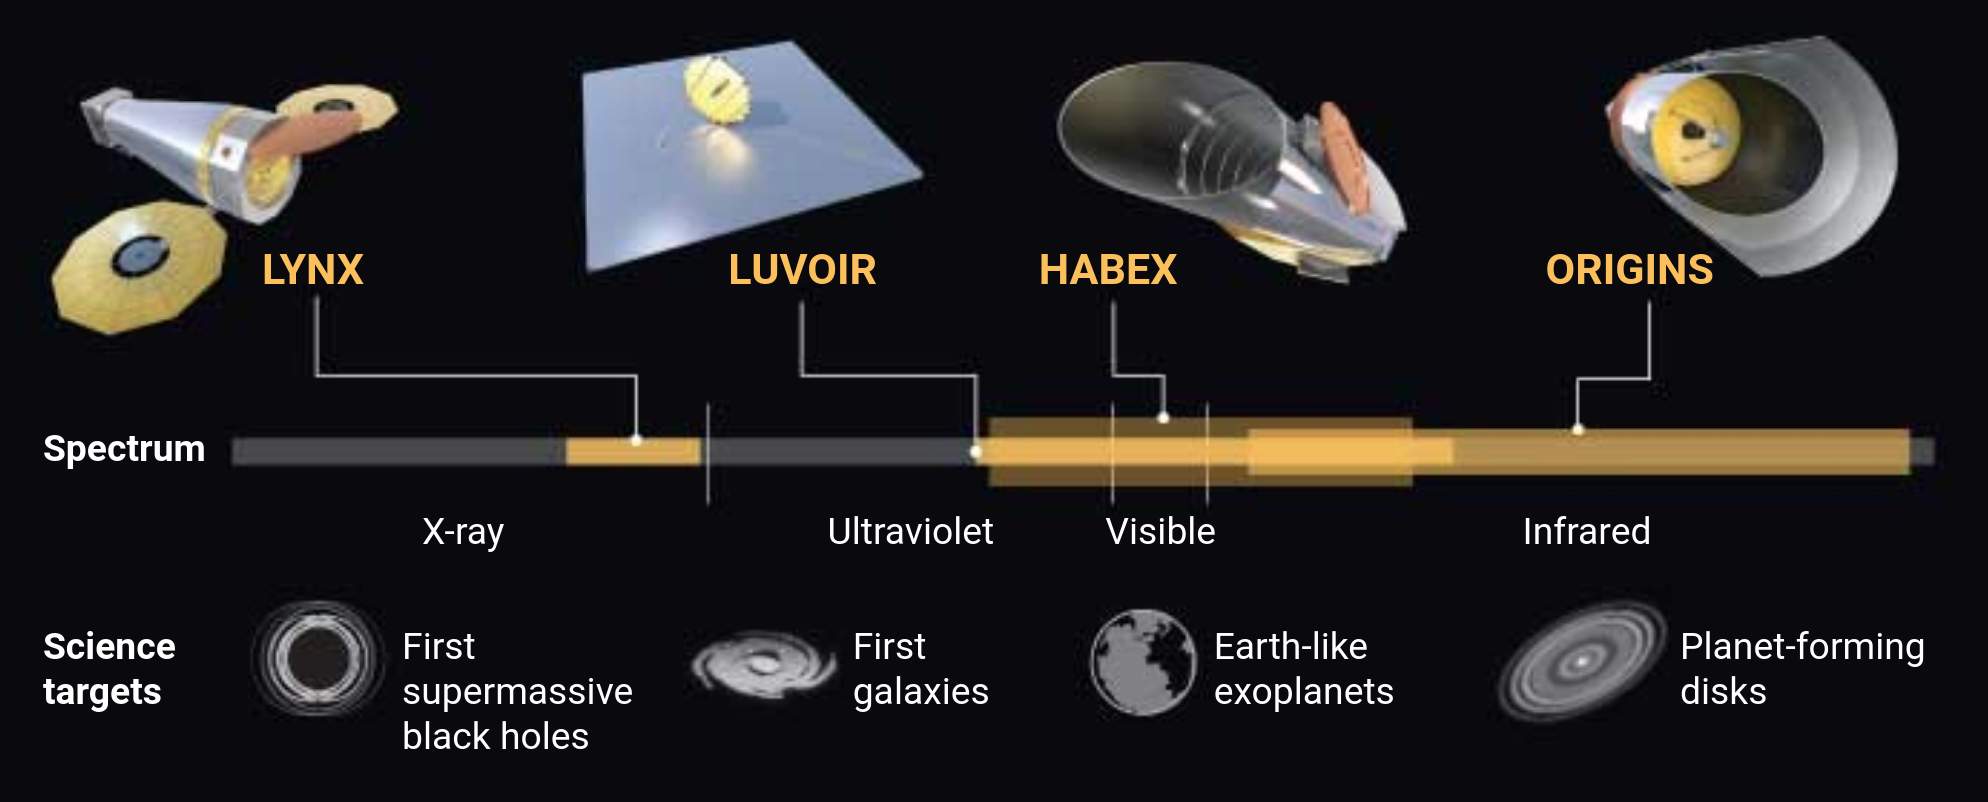 LYNX
LUVOIR
HABEX
ORIGINS
Spectrum
X-ray
Ultraviolet
Visible
Infrared
Science
targets
First
supermassive
black holes
First
galaxies
Earth-like
exoplanets
Planet-forming
disks